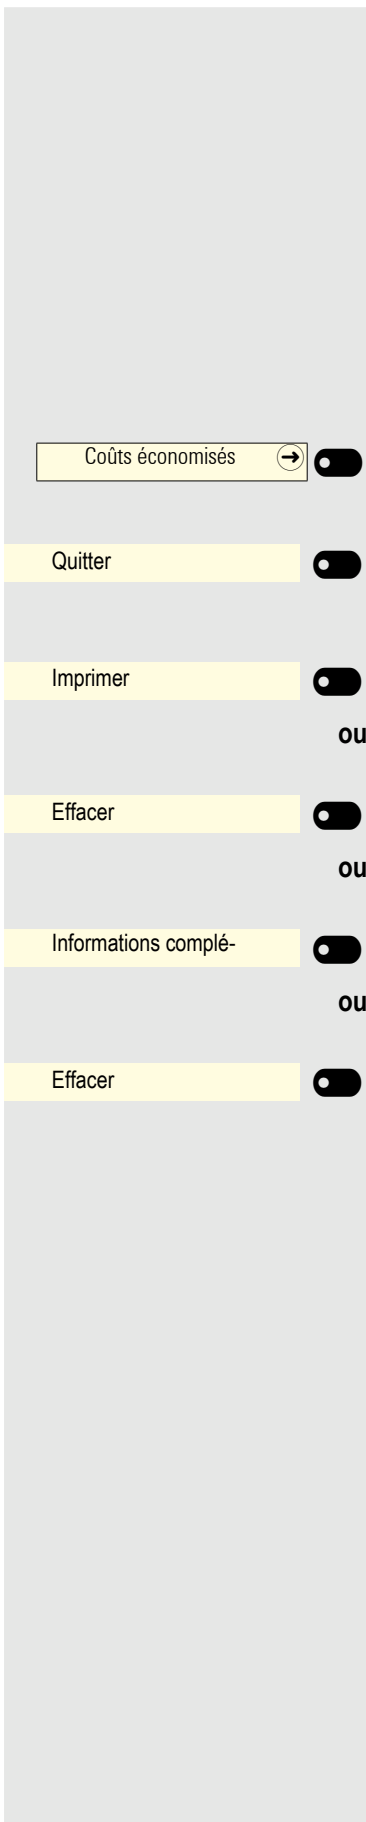 Coûts économisés
Quitter
Imprimer
ou
Effacer
ou
Informations complé-
ou
Effacer